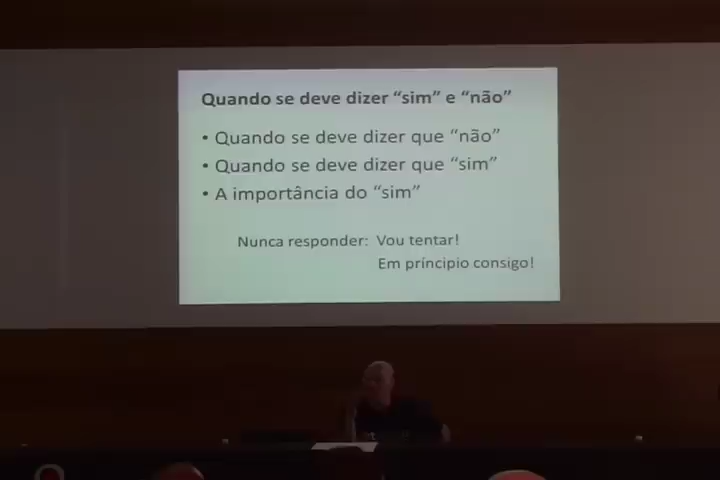 Quando se deve dizer “sim” e “não”
• Quando se deve dizer que “não”
• Quando se deve dizer que “sim”
• A importância do “sim”
Nunca responder: Vou tentar!
Em príncipio consigo!